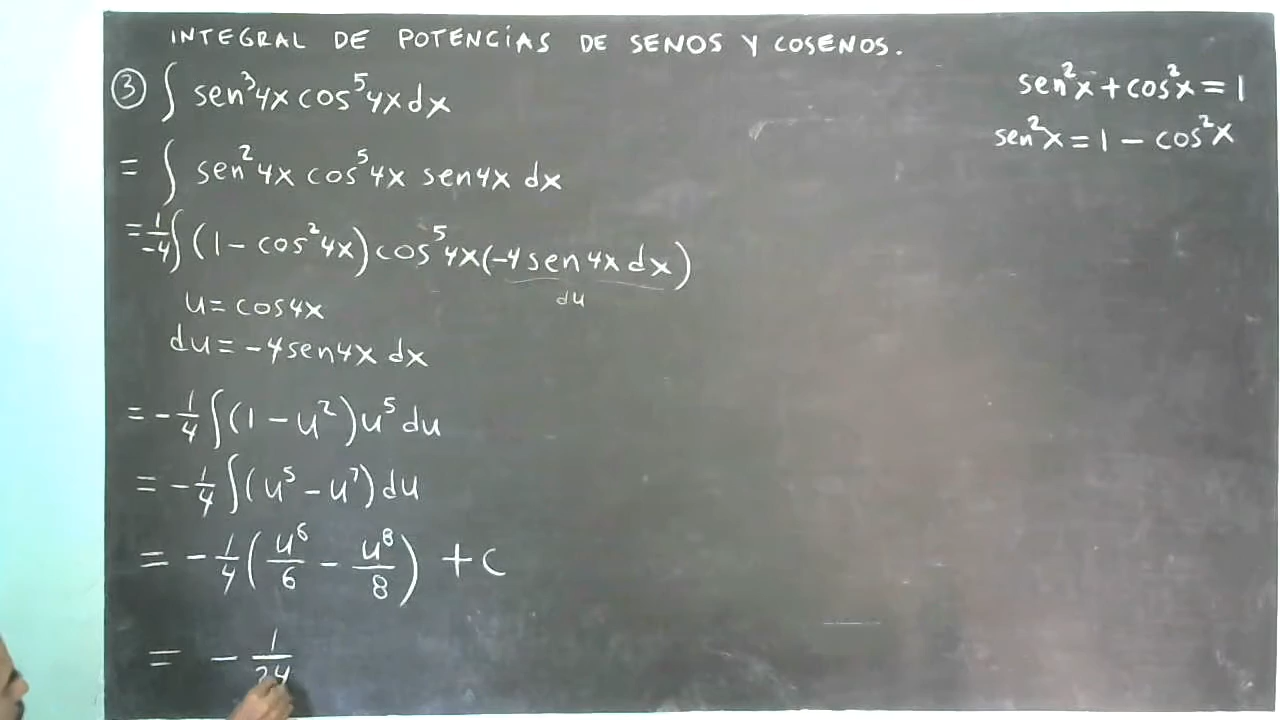 INTEGRAL DE POTENCIAS DE SENOS Y COSENOS.
③ ∫ sen³4x cos⁵4x dx
= ∫ sen²4x cos⁵4x sen4x dx
= 1/-4 ∫ (1 - cos²4x) cos⁵4x (-4 sen4x dx)
du
u = cos4x
du = -4sen4x dx
= -1/4 ∫ (1 - u²) u⁵ du
= -1/4 ∫ (u⁵ - u⁷) du
= -1/4 (u⁶/6 - u⁸/8) + c
= - 1/24
sen²x + cos²x = 1
sen²x = 1 - cos²x